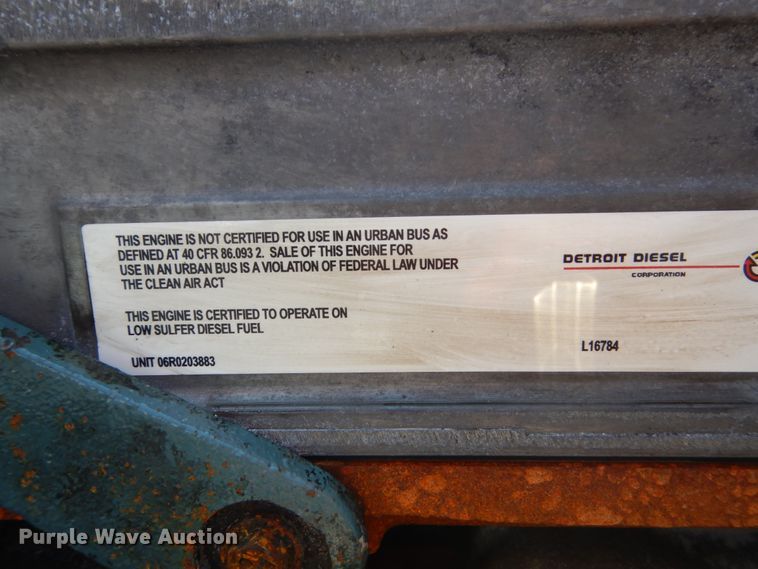 THIS ENGINE IS NOT CERTIFIED FOR USE IN AN URBAN BUS AS
DEFINED AT 40 CFR 86.093 2. SALE OF THIS ENGINE FOR
USE IN AN URBAN BUS IS A VIOLATION OF FEDERAL LAW UNDER
THE CLEAN AIR ACT
THIS ENGINE IS CERTIFIED TO OPERATE ON
LOW SULFER DIESEL FUEL
UNIT 06R0203883
DETROIT DIESEL
CORPORATION
L16784
Purple Wave Auction
purplewave.com